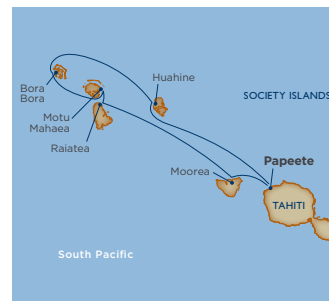 Huahine
Bora
Bora
SOCIETY ISLANDS
Motu
Mahaea
Raiatea
Papeete
Moorea
TAHITI
South Pacific